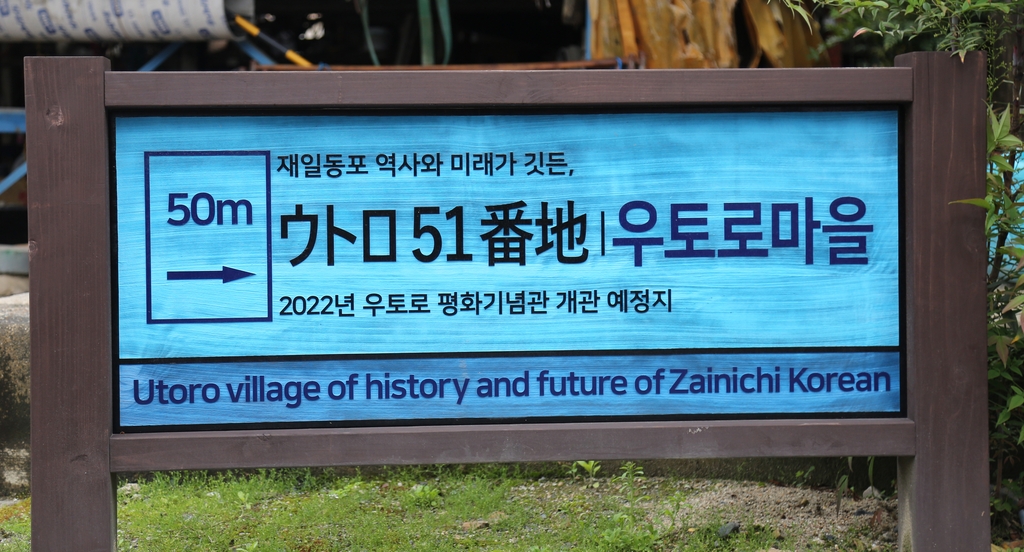 50m
재일동포 역사와 미래가 깃든,
ウトロ 51 番地 | 우토로마을
2022년 우토로 평화기념관 개관 예정지
Utoro village of history and future of Zainichi Korean